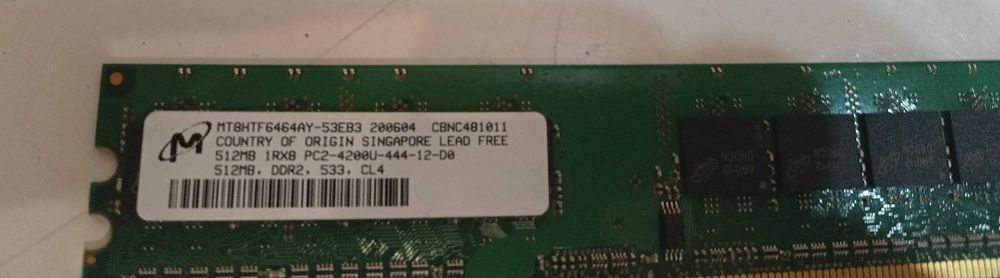 MT8HTF6464AY-53EB3 200604 CBNC481011
COUNTRY OF ORIGIN SINGAPORE LEAD FREE
512MB 1RX8 PC2-4200U-444-12-D0
512MB, DDR2, 533, CL4